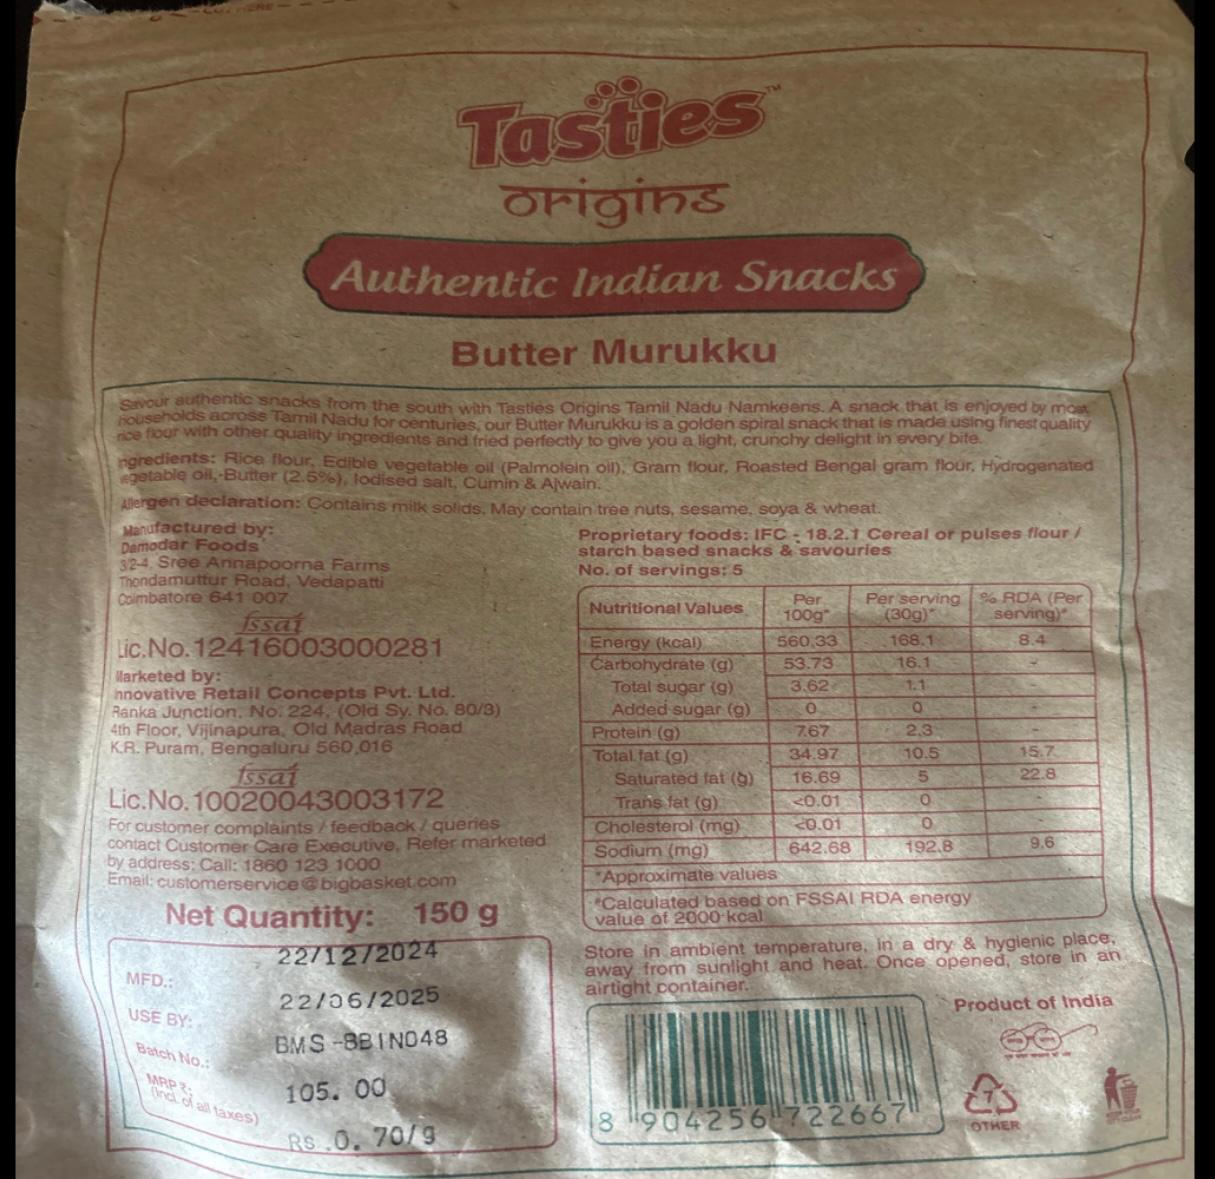 Tasties™
origins
Authentic Indian Snacks
Butter Murukku
Savour authentic snacks from the south with Tasties Origins Tamil Nadu Namkeens. A snack that is enjoyed by most
households across Tamil Nadu for centuries, our Butter Murukku is a golden spiral snack that is made using finest quality
rice flour with other quality ingredients and fried perfectly to give you a light, crunchy delight in every bite.
ngredients: Rice flour, Edible vegetable oil (Palmolein oil), Gram flour, Roasted Bengal gram flour, Hydrogenated
egetable oil, Butter (2.5%), Iodised salt, Cumin & Ajwain.
Allergen declaration: Contains milk solids. May contain tree nuts, sesame, soya & wheat.
Manufactured by:
Damodar Foods
3/2-4, Sree Annapoorna Farms
Thondamuttur Road, Vedapatti
Coimbatore 641 007
fssai
Lic.No. 12416003000281
Marketed by:
nnovative Retail Concepts Pvt. Ltd.
Ranka Junction, No. 224, (Old Sy. No. 80/3)
4th Floor, Vijinapura, Old Madras Road
K.R. Puram, Bengaluru 560,016
fssai
Lic.No. 10020043003172
For customer complaints / feedback / queries
contact Customer Care Executive, Refer marketed
by address; Call: 1860 123 1000
Email: customerservice@bigbasket.com
Net Quantity: 150 g
22/12/2024
MFD.:
22/06/2025
USE BY:
BMS-BBIN048
Batch No.:
105. 00
MRP ₹:
(Incl. of all taxes)
RS .0. 70/g
Proprietary foods: IFC - 18.2.1 Cereal or pulses flour /
starch based snacks & savouries
No. of servings: 5
Nutritional Values Per 100g* Per serving (30g)* % RDA (Per serving)*
Energy (kcal) 560.33 168.1 8.4
Carbohydrate (g) 53.73 16.1 -
Total sugar (g) 3.62 1.1 -
Added sugar (g) 0 0 -
Protein (g) 7.67 2.3 -
Total fat (g) 34.97 10.5 15.7
Saturated fat (g) 16.69 5 22.8
Trans fat (g) <0.01 0 -
Cholesterol (mg) <0.01 0 -
Sodium (mg) 642.68 192.8 9.6
*Approximate values
*Calculated based on FSSAI RDA energy
value of 2000 kcal
Store in ambient temperature, in a dry & hygienic place,
away from sunlight and heat. Once opened, store in an
airtight container.
Product of India
8 904256 722667
7
OTHER